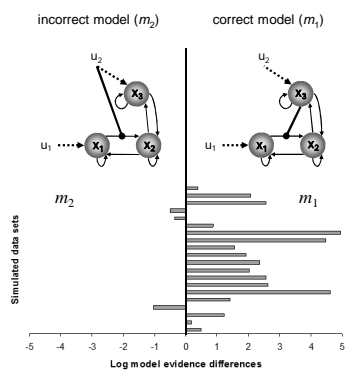 incorrect model (m2)
correct model (m1)
u2
u2
x3
x3
u1
x1
x2
u1
x1
x2
m2
m1
Simulated data sets
-5 -4 -3 -2 -1 0 1 2 3 4 5
Log model evidence differences